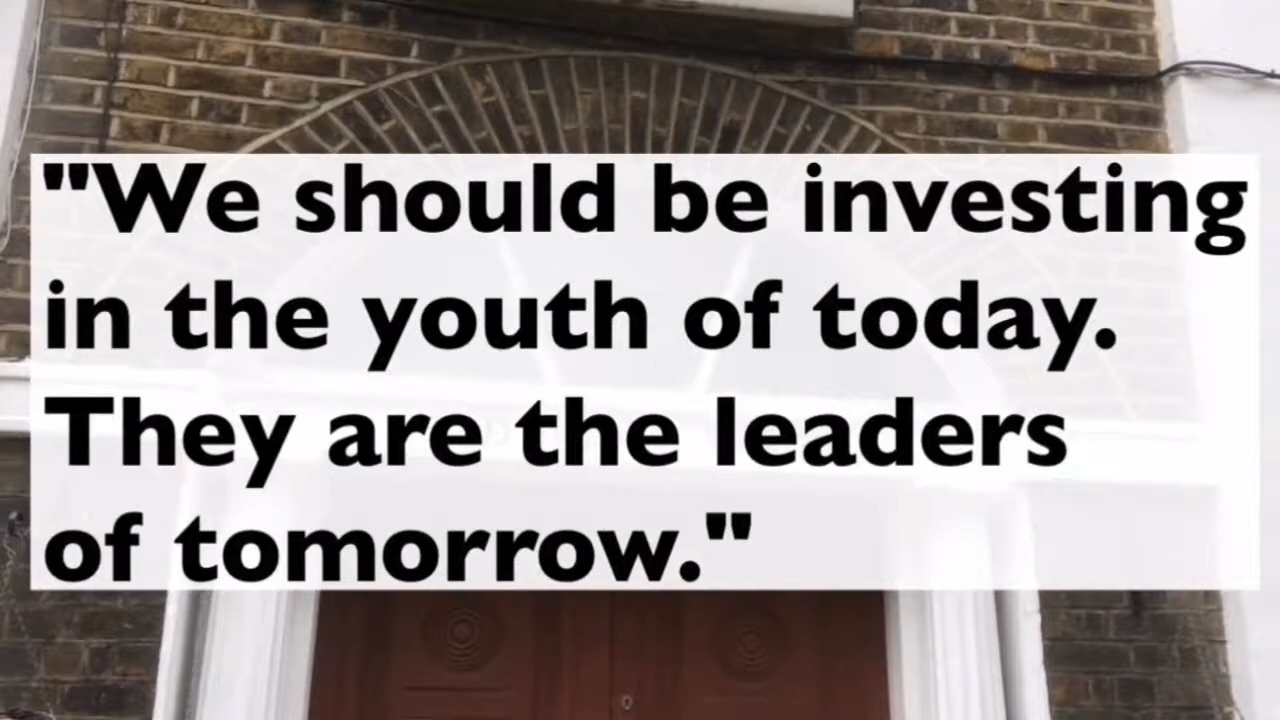 "We should be investing
in the youth of today.
They are the leaders
of tomorrow."